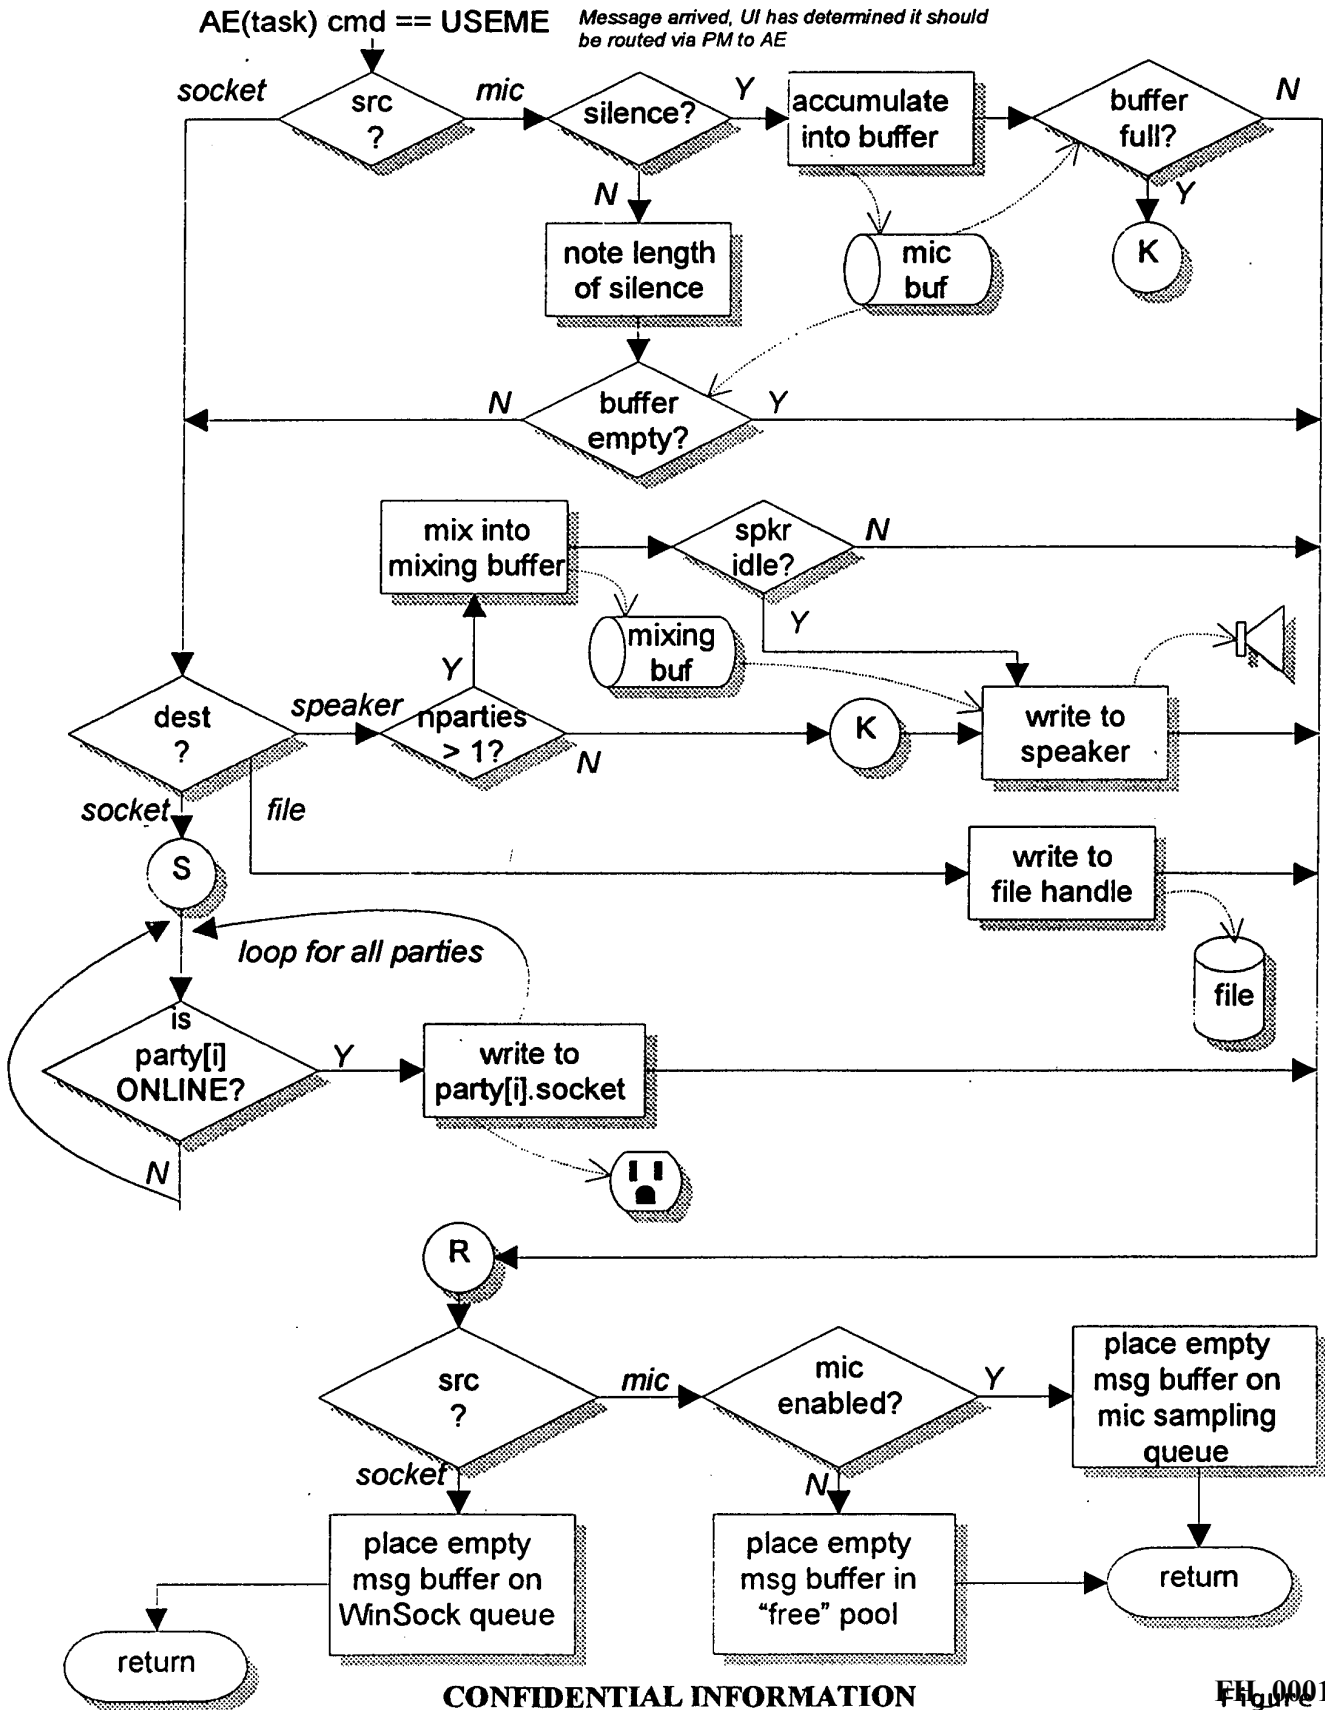 AE(task) cmd == USEME
Message arrived, UI has determined it should
be routed via PM to AE
socket
src
?
mic
silence?
Y
accumulate
into buffer
buffer
full?
N
Y
K
N
note length
of silence
mic
buf
N
buffer
empty?
Y
mix into
mixing buffer
spkr
idle?
N
Y
mixing
buf
Y
dest
?
speaker
nparties
> 1?
N
K
write to
speaker
socket
file
S
write to
file handle
loop for all parties
file
is
party[i]
ONLINE?
Y
write to
party[i].socket
N
R
src
?
mic
mic
enabled?
Y
place empty
msg buffer on
mic sampling
queue
socket
N
place empty
msg buffer on
WinSock queue
place empty
msg buffer in
"free" pool
return
return
CONFIDENTIAL INFORMATION